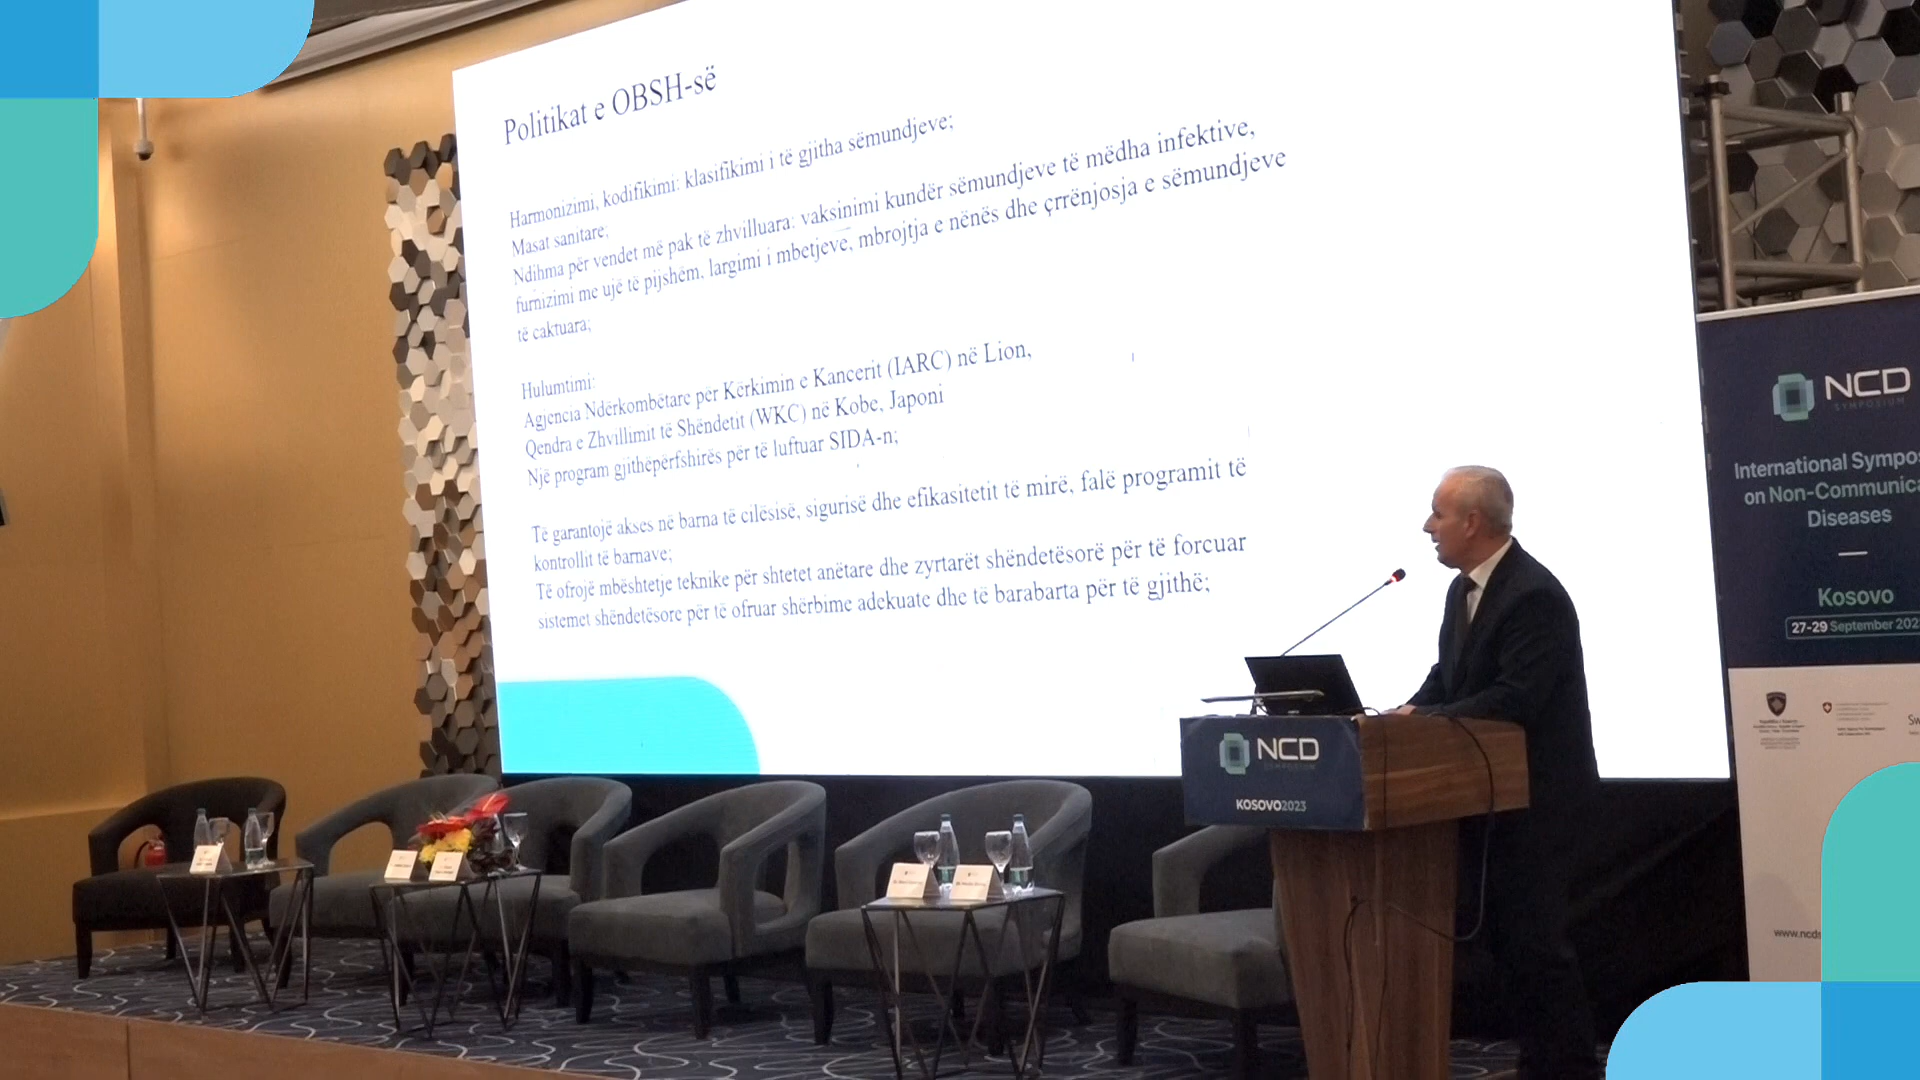 Politikat e OBSH-së
Harmonizimi, kodifikimi: klasifikimi i të gjitha sëmundjeve;
Masat sanitare;
Ndihma për vendet më pak të zhvilluara: vaksinimi kundër sëmundjeve të mëdha infektive,
furnizimi me ujë të pijshëm, largimi i mbetjeve, mbrojtja e nënës dhe çrrënjosja e sëmundjeve
të caktuara;
Hulumtimi:
Agjencia Ndërkombëtare për Kërkimin e Kancerit (IARC) në Lion,
Qendra e Zhvillimit të Shëndetit (WKC) në Kobe, Japoni
Një program gjithëpërfshirës për të luftuar SIDA-n;
Të garantojë akses në barna të cilësisë, sigurisë dhe efikasitetit të mirë, falë programit të
kontrollit të barnave;
Të ofrojë mbështetje teknike për shtetet anëtare dhe zyrtarët shëndetësorë për të forcuar
sistemet shëndetësore për të ofruar shërbime adekuate dhe të barabarta për të gjithë;
NCD
SYMPOSIUM
International Sympos
on Non-Communica
Diseases
Kosovo
27-29 September 202
www.ncds
NCD
SYMPOSIUM
KOSOVO2023